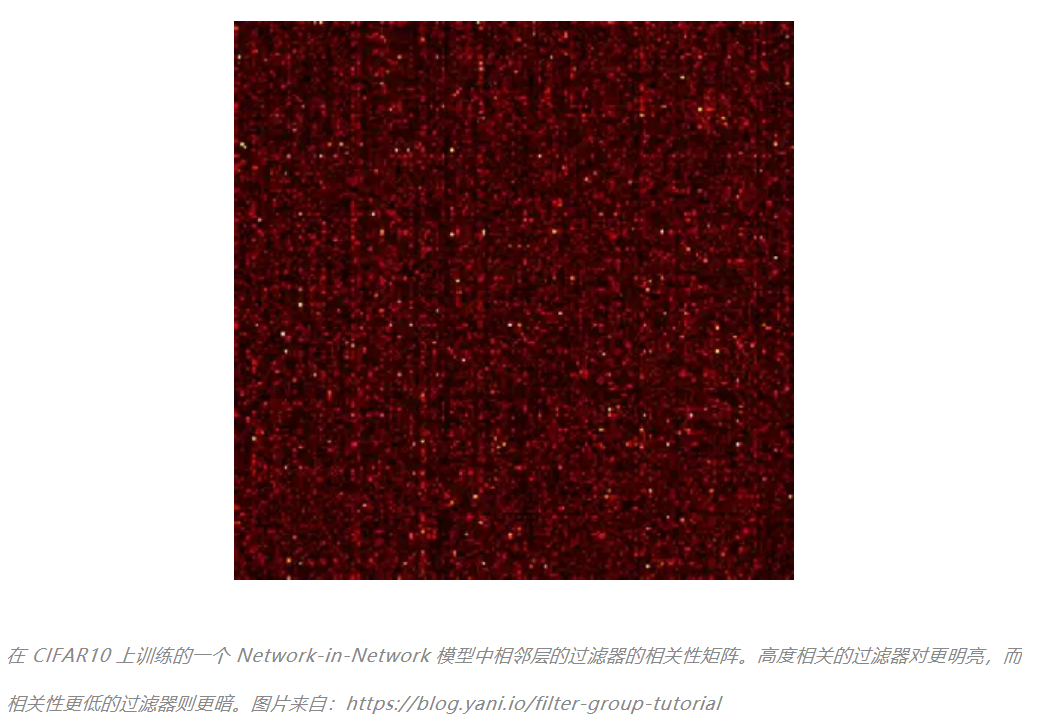 在 CIFAR10 上训练的一个 Network-in-Network 模型中相邻层的过滤器的相关性矩阵。高度相关的过滤器对更明亮，而
相关性更低的过滤器则更暗。图片来自：https://blog.yani.io/filter-group-tutorial